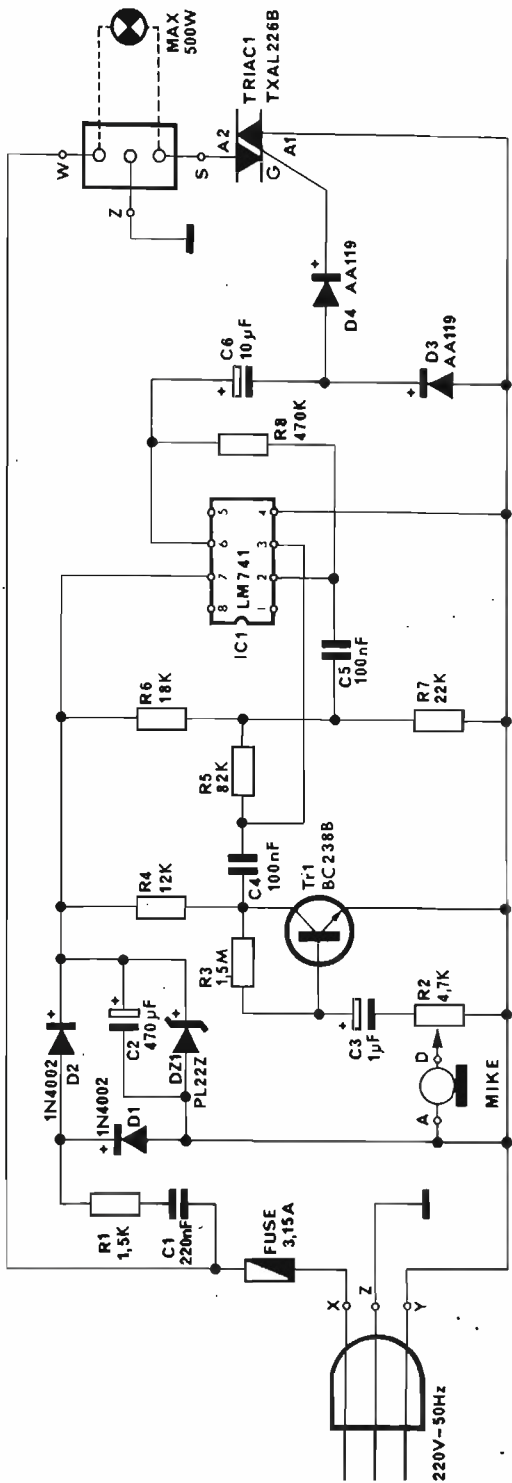 220V-50Hz
X
Z
Y
FUSE
3,15A
R1
1,5K
C1
220nF
1N4002
D2
+
+
1N4002
D1
+
C2
470µF
+
DZ1
PL22Z
A
D
MIKE
C3
1µF
+
R2
4,7K
R3
1,5M
R4
12K
Tr1
BC238B
C4
100nF
R5
82K
R6
18K
R7
22K
C5
100nF
IC1
LM741
8
7
6
5
1
2
3
4
R8
470K
+
C6
10µF
+
D3
AA119
+
D4
AA119
W
Z
S
MAX
500W
A2
G
A1
TRIAC1
TXAL226B